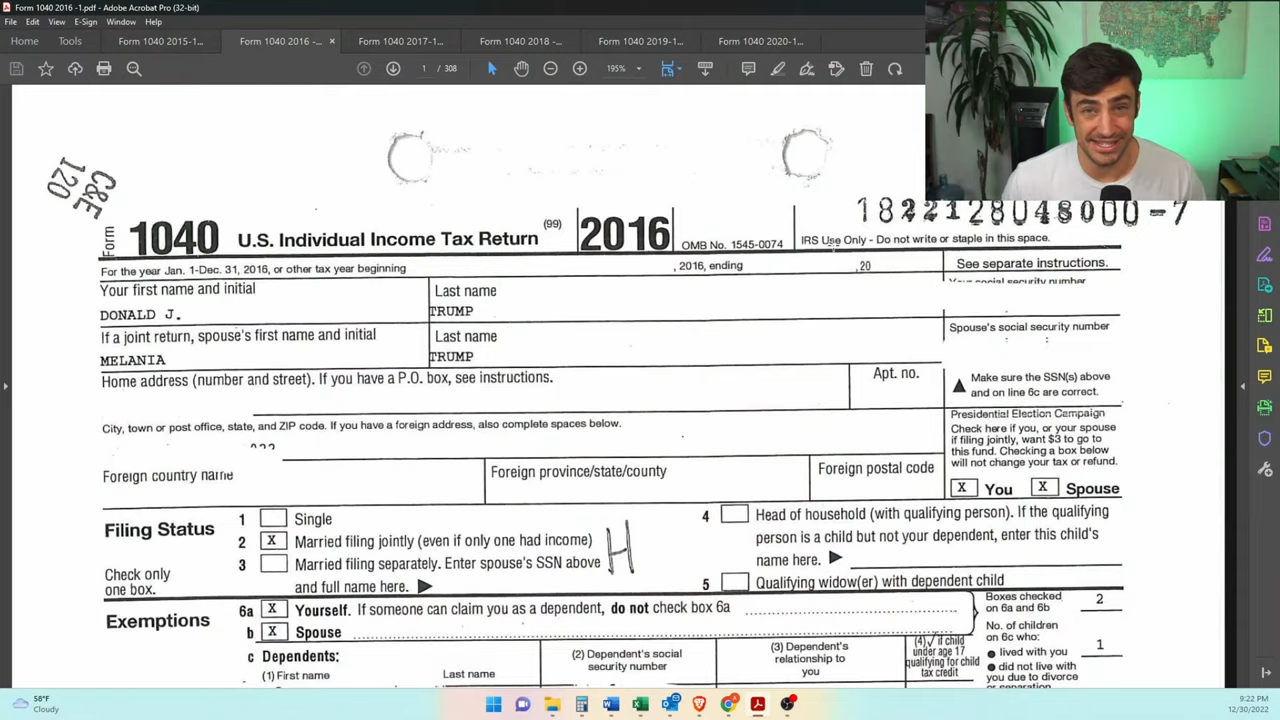 Form 1040 2016 -1.pdf - Adobe Acrobat Pro (32-bit)
File Edit View E-Sign Window Help
Home Tools Form 1040 2015-1... Form 1040 2016 -... × Form 1040 2017-1... Form 1040 2018 -... Form 1040 2019-1... Form 1040 2020-1...
1 / 308 195%
C&E
120
1822128048000-7
Form 1040 U.S. Individual Income Tax Return (99) 2016 OMB No. 1545-0074 IRS Use Only - Do not write or staple in this space.
For the year Jan. 1-Dec. 31, 2016, or other tax year beginning , 2016, ending , 20 See separate instructions.
Your first name and initial Last name Your social security number
DONALD J. TRUMP
If a joint return, spouse's first name and initial Last name Spouse's social security number
MELANIA TRUMP
Home address (number and street). If you have a P.O. box, see instructions. Apt. no.
Make sure the SSN(s) above
and on line 6c are correct.
City, town or post office, state, and ZIP code. If you have a foreign address, also complete spaces below.
Presidential Election Campaign
Check here if you, or your spouse
if filing jointly, want $3 to go to
this fund. Checking a box below
will not change your tax or refund.
X You X Spouse
Foreign country name Foreign province/state/county Foreign postal code
Filing Status
Check only
one box.
1 Single
2 X Married filing jointly (even if only one had income) H
3 Married filing separately. Enter spouse's SSN above
and full name here.
4 Head of household (with qualifying person). If the qualifying
person is a child but not your dependent, enter this child's
name here.
5 Qualifying widow(er) with dependent child
Exemptions
6a X Yourself. If someone can claim you as a dependent, do not check box 6a
b X Spouse
Boxes checked
on 6a and 6b 2
No. of children
on 6c who:
lived with you 1
did not live with
you due to divorce
or separation
c Dependents:
(1) First name Last name
(2) Dependent's social
security number
(3) Dependent's
relationship to
you
(4) ✓ if child
under age 17
qualifying for child
tax credit
58°F
Cloudy
9:22 PM
12/30/2022